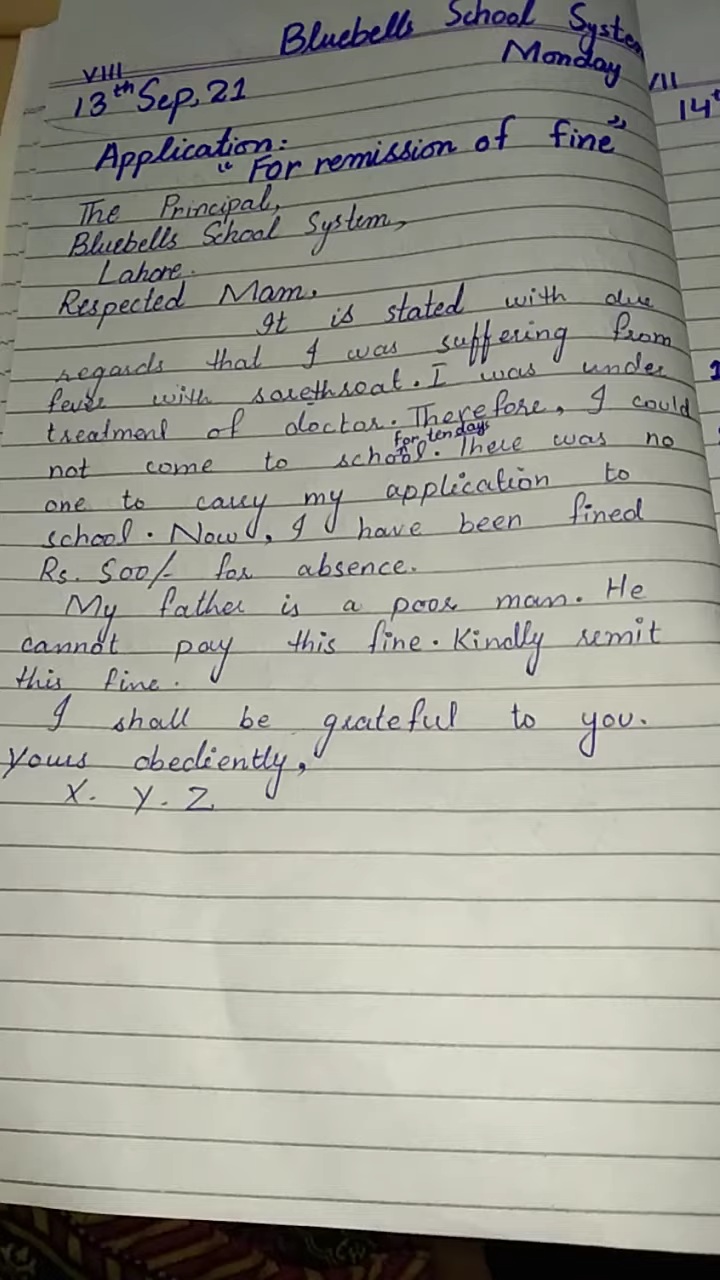 Bluebells School System
VIII Monday VII
13th Sep, 21 14t
Application:
"For remission of fine"
The Principal,
Bluebells School System,
Lahore.
Respected Mam,
It is stated with due
regards that I was suffering from
fever with sorethroat. I was under
treatment of doctor. Therefore, I could
not come to school for ten days. There was no
one to carry my application to
school. Now, I have been fined
Rs. 500/- for absence.
My father is a poor man. He
cannot pay this fine. Kindly remit
this fine.
I shall be grateful to you.
Yours obediently,
X. Y. Z